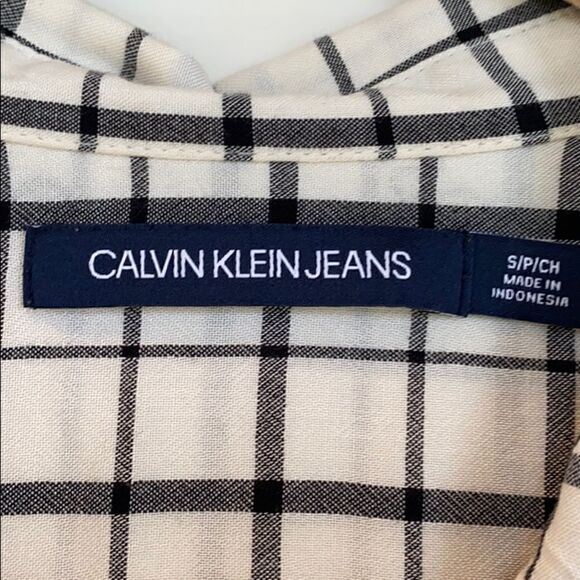 CALVIN KLEIN JEANS
S/P/CH
MADE IN
INDONESIA